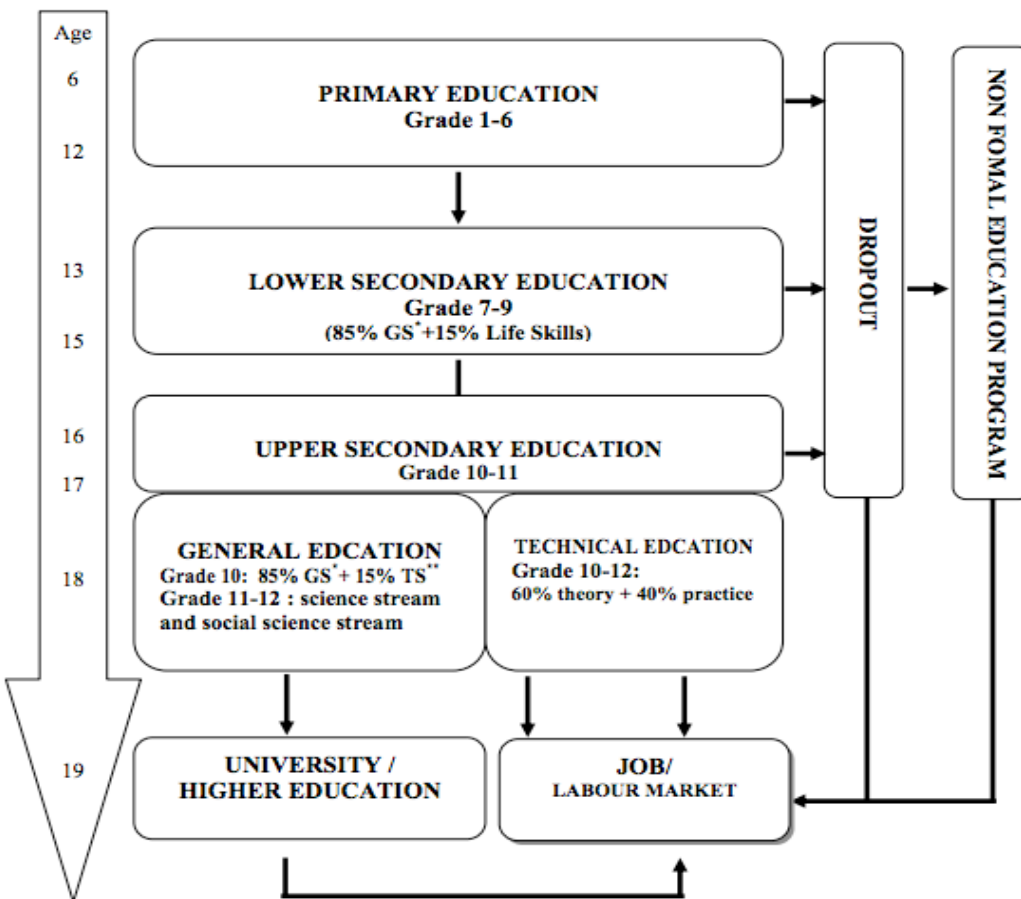 Age
6
12
13
15
16
17
18
19
PRIMARY EDUCATION
Grade 1-6
LOWER SECONDARY EDUCATION
Grade 7-9
(85% GS*+15% Life Skills)
UPPER SECONDARY EDUCATION
Grade 10-11
GENERAL EDCATION
Grade 10: 85% GS*+ 15% TS**
Grade 11-12 : science stream
and social science stream
TECHNICAL EDCATION
Grade 10-12:
60% theory + 40% practice
UNIVERSITY /
HIGHER EDUCATION
JOB/
LABOUR MARKET
DROPOUT
NON FOMAL EDUCATION PROGRAM